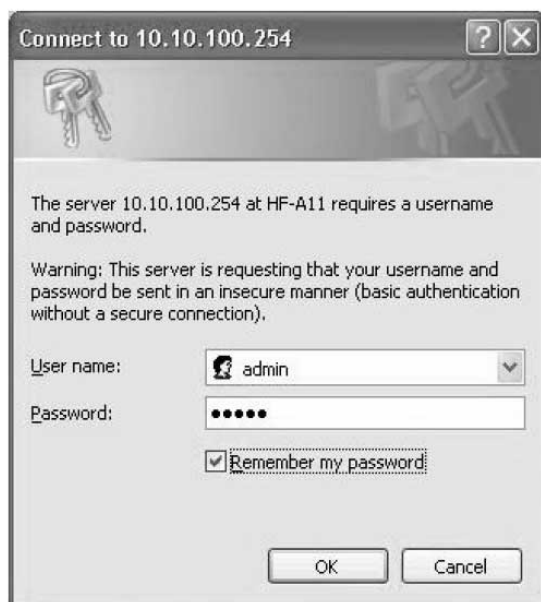 Connect to 10.10.100.254
The server 10.10.100.254 at HF-A11 requires a username
and password.
Warning: This server is requesting that your username and
password be sent in an insecure manner (basic authentication
without a secure connection).
User name:
admin
Password:
•••••
Remember my password
OK
Cancel